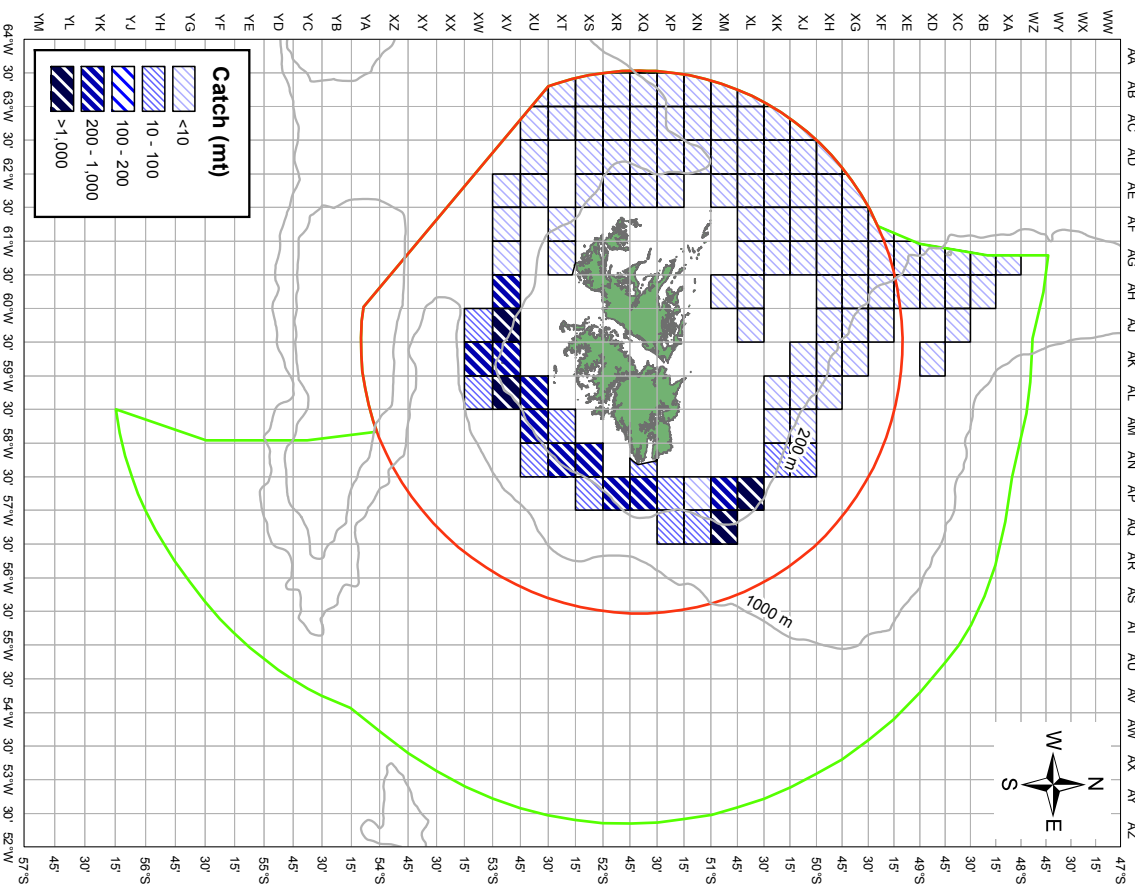 AA AB AC AD AE AF AG AH AJ AK AL AM AN AP AQ AS AT AU AV AW AX AY AZ
WW
WX
WY
WZ
XA
XB
XC
XD
XE
XF
XG
XH
XJ
XK
XL
XM
XN
XP
XQ
XR
XS
XT
XU
XV
XW
XX
XY
XZ
YA
YB
YC
YD
YE
YF
YG
YH
YJ
YK
YL
YM
N
W E
S
200 m
1000 m
Catch (mt)
<10
10 - 100
100 - 200
200 - 1,000
>1,000
47°S
15'
30'
45'
48°S
15'
30'
45'
49°S
15'
30'
45'
50°S
15'
30'
45'
51°S
15'
30'
45'
52°S
15'
30'
45'
53°S
15'
30'
45'
54°S
15'
30'
45'
55°S
15'
30'
45'
56°S
15'
30'
45'
57°S
64°W 30' 63°W 30' 62°W 30' 61°W 30' 60°W 30' 59°W 30' 58°W 30' 57°W 30' 56°W 30' 55°W 30' 54°W 30' 53°W 30' 52°W